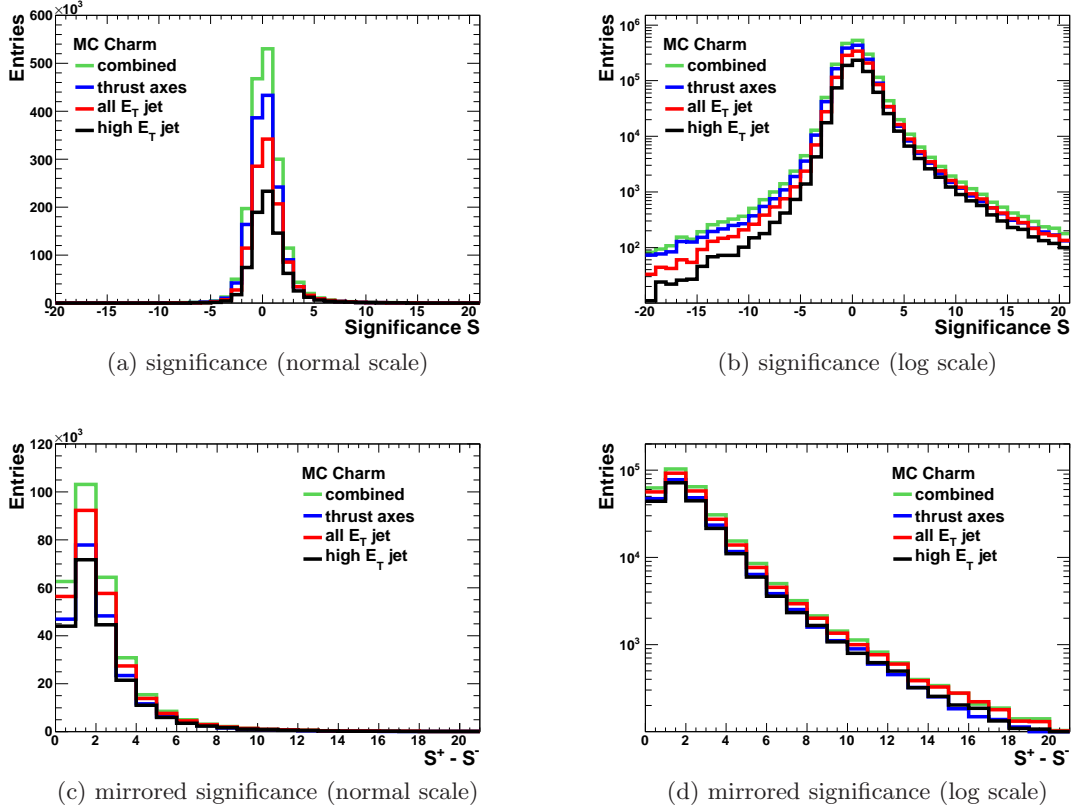 ×10³
Entries
600
500
400
300
200
100
0
MC Charm
combined
thrust axes
all E_T jet
high E_T jet
-20 -15 -10 -5 0 5 10 15 20
Significance S
(a) significance (normal scale)
Entries
10⁶
10⁵
10⁴
10³
10²
MC Charm
combined
thrust axes
all E_T jet
high E_T jet
-20 -15 -10 -5 0 5 10 15 20
Significance S
(b) significance (log scale)
×10³
Entries
120
100
80
60
40
20
0
MC Charm
combined
thrust axes
all E_T jet
high E_T jet
0 2 4 6 8 10 12 14 16 18 20
S⁺ - S⁻
(c) mirrored significance (normal scale)
Entries
10⁵
10⁴
10³
MC Charm
combined
thrust axes
all E_T jet
high E_T jet
0 2 4 6 8 10 12 14 16 18 20
S⁺ - S⁻
(d) mirrored significance (log scale)